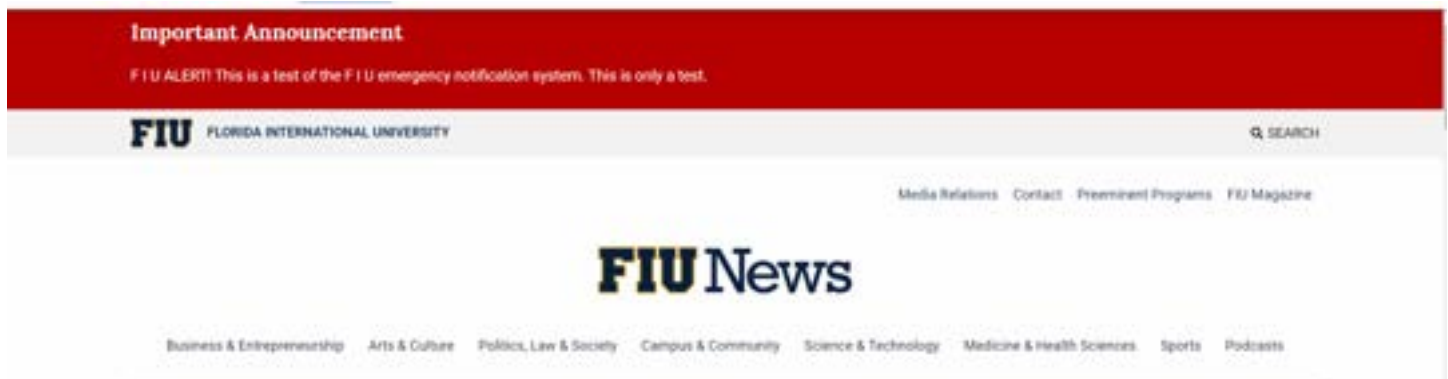 Important Announcement
F I U ALERT! This is a test of the F I U emergency notification system. This is only a test.
FIU FLORIDA INTERNATIONAL UNIVERSITY SEARCH
Media Relations Contact Preeminent Programs FIU Magazine
FIU News
Business & Entrepreneurship Arts & Culture Politics, Law & Society Campus & Community Science & Technology Medicine & Health Sciences Sports Podcasts